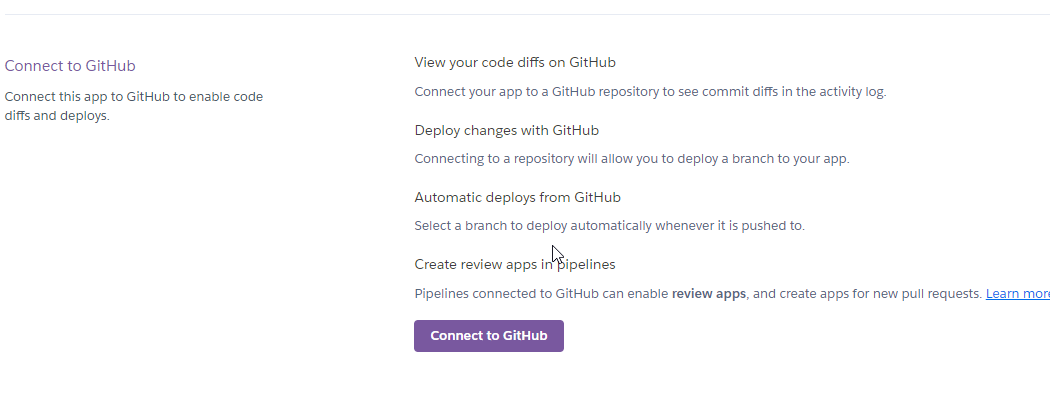 Connect to GitHub
Connect this app to GitHub to enable code
diffs and deploys.
View your code diffs on GitHub
Connect your app to a GitHub repository to see commit diffs in the activity log.
Deploy changes with GitHub
Connecting to a repository will allow you to deploy a branch to your app.
Automatic deploys from GitHub
Select a branch to deploy automatically whenever it is pushed to.
Create review apps in pipelines
Pipelines connected to GitHub can enable review apps, and create apps for new pull requests. Learn more
Connect to GitHub